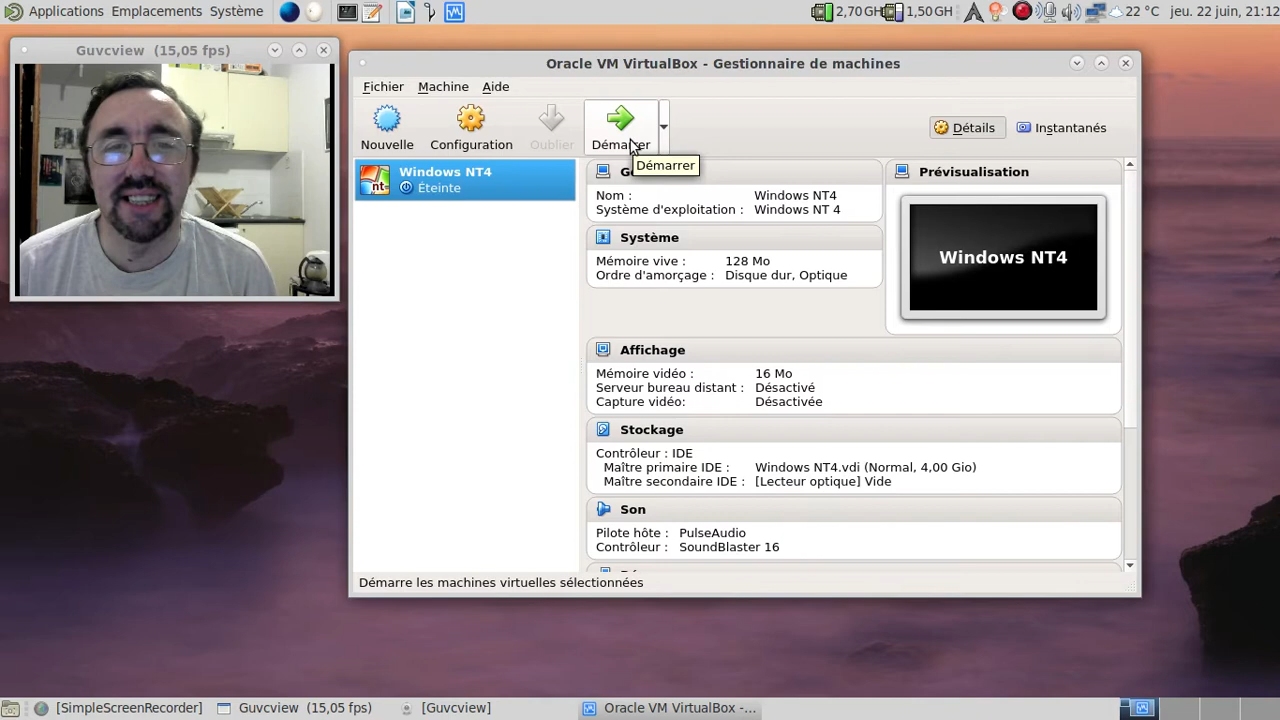 Applications Emplacements Système
2,70 GH
1,50 GH
22 °C
jeu. 22 juin, 21:12
Guvcview (15,05 fps)
Oracle VM VirtualBox - Gestionnaire de machines
Fichier Machine Aide
Nouvelle
Configuration
Oublier
Démarrer
Démarrer
Détails
Instantanés
Windows NT4
Éteinte
nt
Nom : Windows NT4
Système d'exploitation : Windows NT 4
Système
Mémoire vive : 128 Mo
Ordre d'amorçage : Disque dur, Optique
Prévisualisation
Windows NT4
Affichage
Mémoire vidéo : 16 Mo
Serveur bureau distant : Désactivé
Capture vidéo: Désactivée
Stockage
Contrôleur : IDE
Maître primaire IDE : Windows NT4.vdi (Normal, 4,00 Gio)
Maître secondaire IDE : [Lecteur optique] Vide
Son
Pilote hôte : PulseAudio
Contrôleur : SoundBlaster 16
Démarre les machines virtuelles sélectionnées
[SimpleScreenRecorder]
Guvcview (15,05 fps)
[Guvcview]
Oracle VM VirtualBox -...